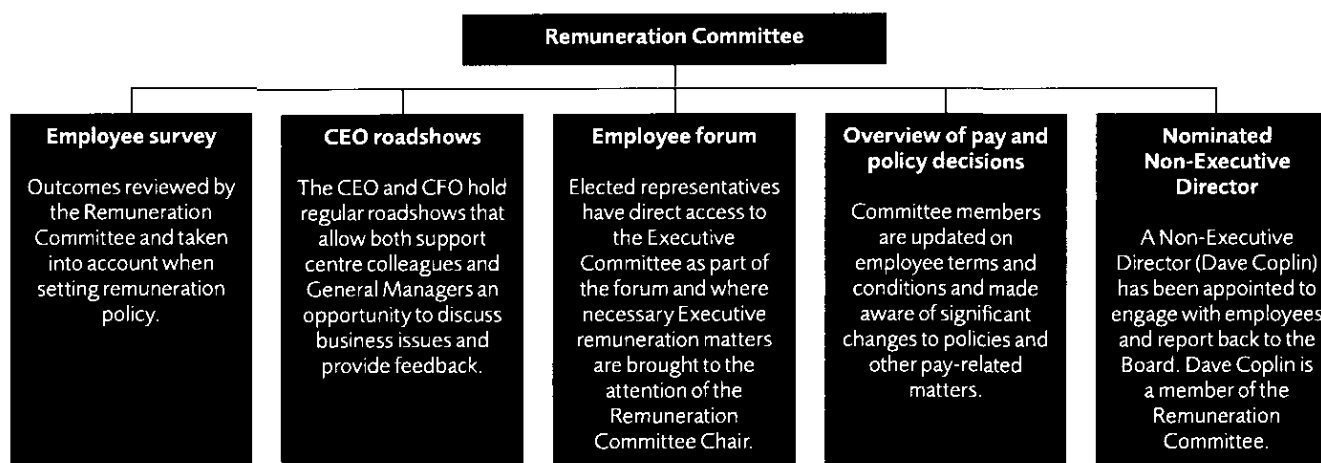 Remuneration Committee
Employee survey
Outcomes reviewed by
the Remuneration
Committee and taken
into account when
setting remuneration
policy.
CEO roadshows
The CEO and CFO hold
regular roadshows that
allow both support
centre colleagues and
General Managers an
opportunity to discuss
business issues and
provide feedback.
Employee forum
Elected representatives
have direct access to
the Executive
Committee as part of
the forum and where
necessary Executive
remuneration matters
are brought to the
attention of the
Remuneration
Committee Chair.
Overview of pay and
policy decisions
Committee members
are updated on
employee terms and
conditions and made
aware of significant
changes to policies and
other pay-related
matters.
Nominated
Non-Executive
Director
A Non-Executive
Director (Dave Coplin)
has been appointed to
engage with employees
and report back to the
Board. Dave Coplin is
a member of the
Remuneration
Committee.